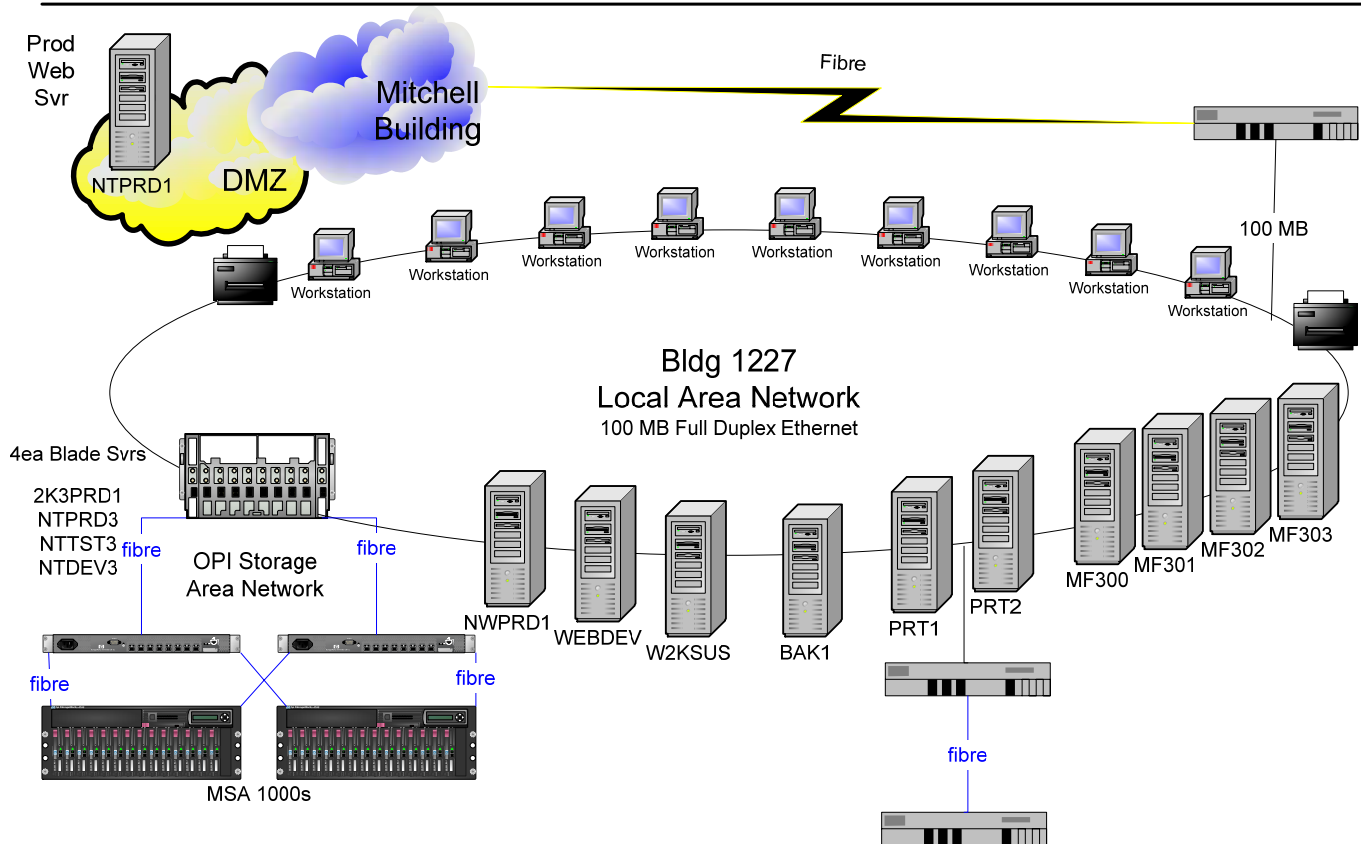 Prod
Web
Svr
NTPRD1
DMZ
Mitchell
Building
Fibre
100 MB
Workstation
Workstation
Workstation
Workstation
Workstation
Workstation
Workstation
Workstation
Workstation
Bldg 1227
Local Area Network
100 MB Full Duplex Ethernet
4ea Blade Svrs
2K3PRD1
NTPRD3
NTTST3
NTDEV3
fibre
fibre
OPI Storage
Area Network
fibre
fibre
MSA 1000s
NWPRD1
WEBDEV
W2KSUS
BAK1
PRT1
PRT2
MF300
MF301
MF302
MF303
fibre